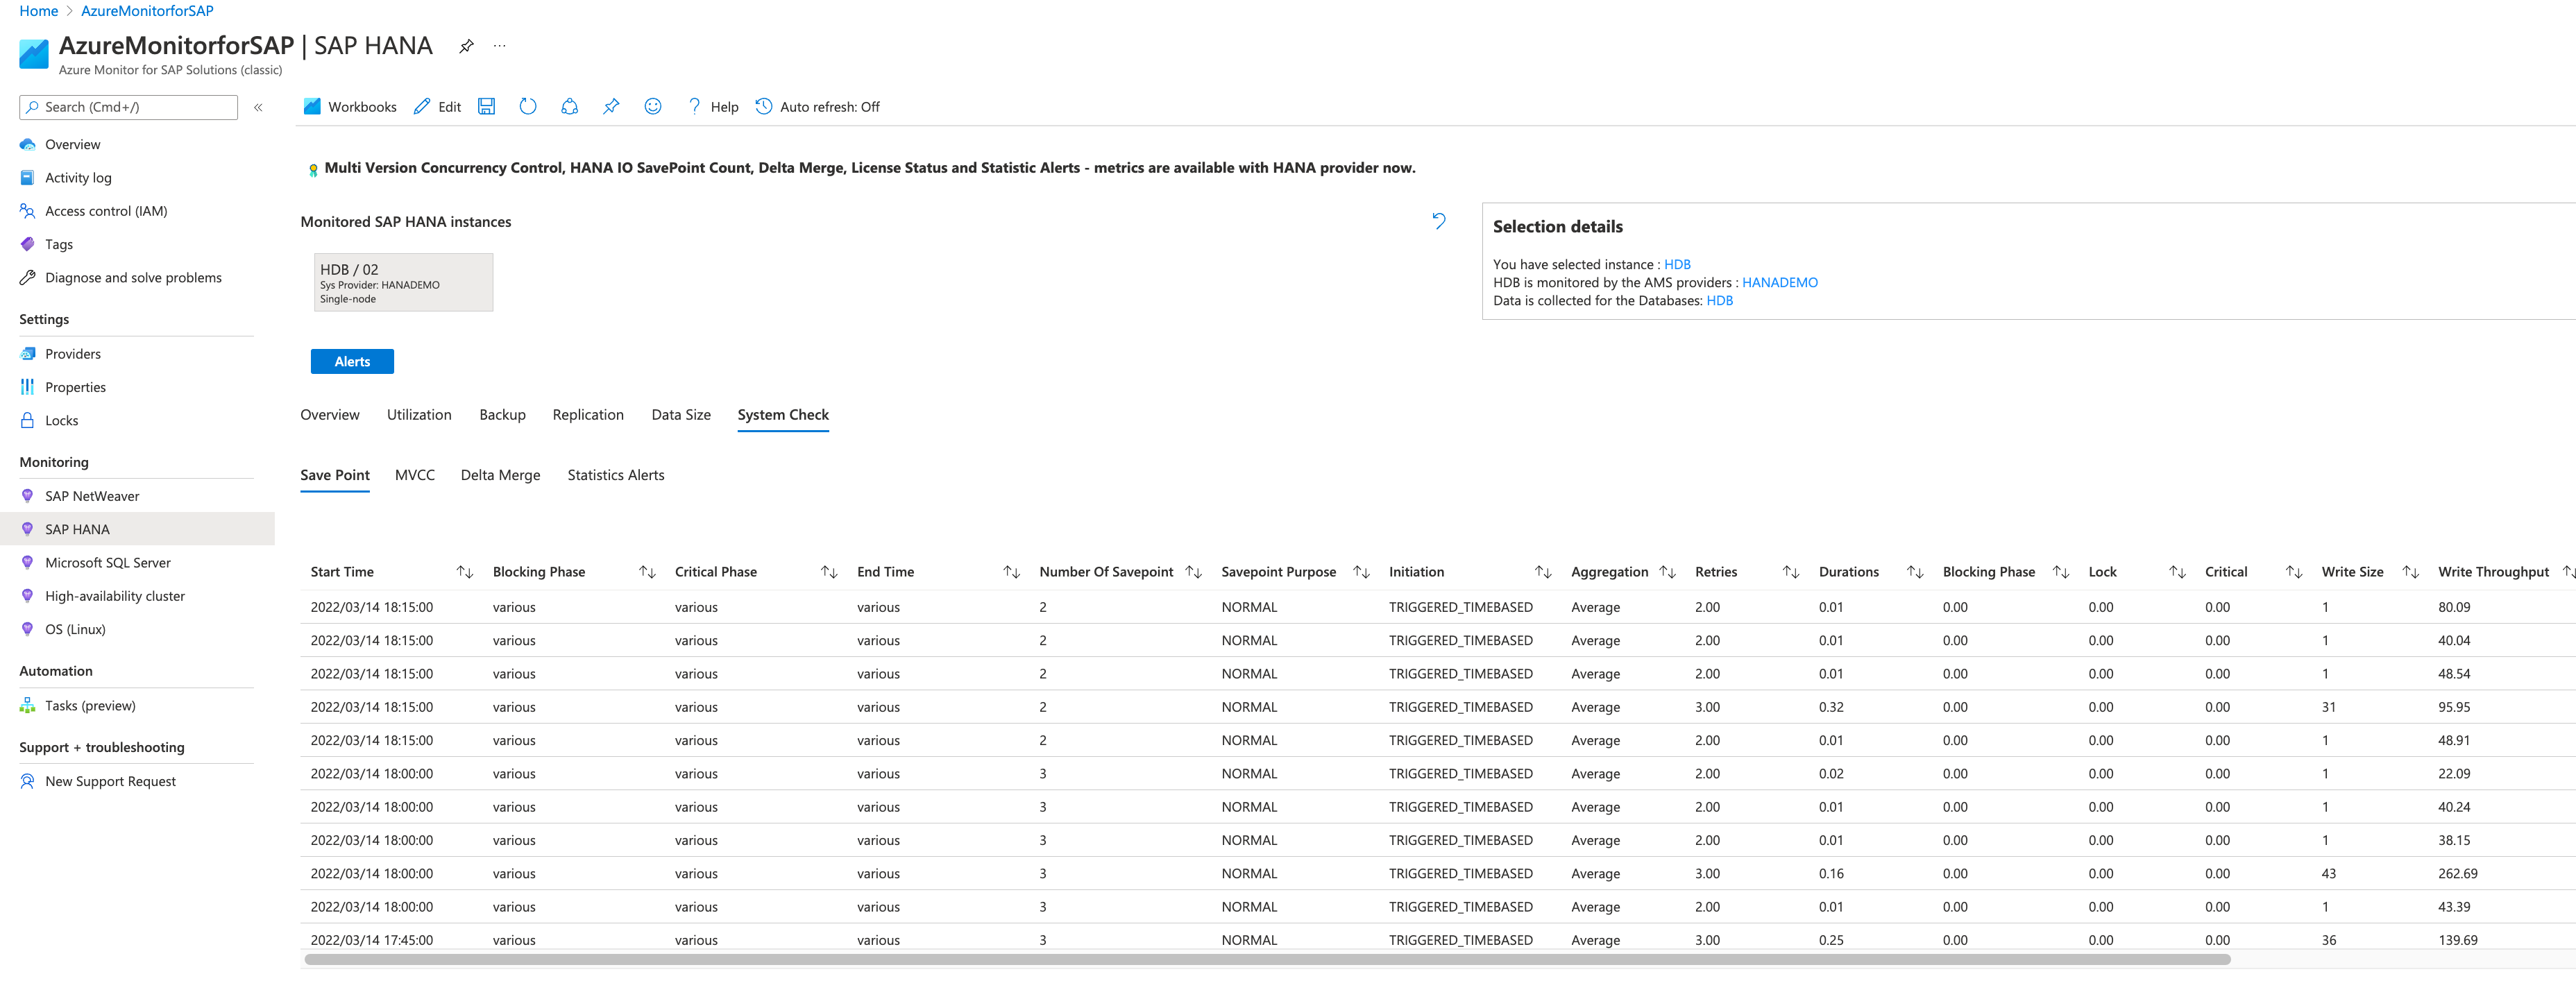 Home > AzureMonitorforSAP
AzureMonitorforSAP | SAP HANA ...
Azure Monitor for SAP Solutions (classic)
Search (Cmd+/)
«
Overview
Activity log
Access control (IAM)
Tags
Diagnose and solve problems
Settings
Providers
Properties
Locks
Monitoring
SAP NetWeaver
SAP HANA
Microsoft SQL Server
High-availability cluster
OS (Linux)
Automation
Tasks (preview)
Support + troubleshooting
New Support Request
Workbooks Edit ? Help Auto refresh: Off
Multi Version Concurrency Control, HANA IO SavePoint Count, Delta Merge, License Status and Statistic Alerts - metrics are available with HANA provider now.
Monitored SAP HANA instances
HDB / 02
Sys Provider: HANADEMO
Single-node
Selection details
You have selected instance : HDB
HDB is monitored by the AMS providers : HANADEMO
Data is collected for the Databases: HDB
Alerts
Overview Utilization Backup Replication Data Size System Check
Save Point MVCC Delta Merge Statistics Alerts
Start Time ↑↓ Blocking Phase ↑↓ Critical Phase ↑↓ End Time ↑↓ Number Of Savepoint ↑↓ Savepoint Purpose ↑↓ Initiation ↑↓ Aggregation ↑↓ Retries ↑↓ Durations ↑↓ Blocking Phase ↑↓ Lock ↑↓ Critical ↑↓ Write Size ↑↓ Write Throughput ↑↓
2022/03/14 18:15:00 various various various 2 NORMAL TRIGGERED_TIMEBASED Average 2.00 0.01 0.00 0.00 0.00 1 80.09
2022/03/14 18:15:00 various various various 2 NORMAL TRIGGERED_TIMEBASED Average 2.00 0.01 0.00 0.00 0.00 1 40.04
2022/03/14 18:15:00 various various various 2 NORMAL TRIGGERED_TIMEBASED Average 2.00 0.01 0.00 0.00 0.00 1 48.54
2022/03/14 18:15:00 various various various 2 NORMAL TRIGGERED_TIMEBASED Average 3.00 0.32 0.00 0.00 0.00 31 95.95
2022/03/14 18:15:00 various various various 2 NORMAL TRIGGERED_TIMEBASED Average 2.00 0.01 0.00 0.00 0.00 1 48.91
2022/03/14 18:00:00 various various various 3 NORMAL TRIGGERED_TIMEBASED Average 2.00 0.02 0.00 0.00 0.00 1 22.09
2022/03/14 18:00:00 various various various 3 NORMAL TRIGGERED_TIMEBASED Average 2.00 0.01 0.00 0.00 0.00 1 40.24
2022/03/14 18:00:00 various various various 3 NORMAL TRIGGERED_TIMEBASED Average 2.00 0.01 0.00 0.00 0.00 1 38.15
2022/03/14 18:00:00 various various various 3 NORMAL TRIGGERED_TIMEBASED Average 3.00 0.16 0.00 0.00 0.00 43 262.69
2022/03/14 18:00:00 various various various 3 NORMAL TRIGGERED_TIMEBASED Average 2.00 0.01 0.00 0.00 0.00 1 43.39
2022/03/14 17:45:00 various various various 3 NORMAL TRIGGERED_TIMEBASED Average 3.00 0.25 0.00 0.00 0.00 36 139.69